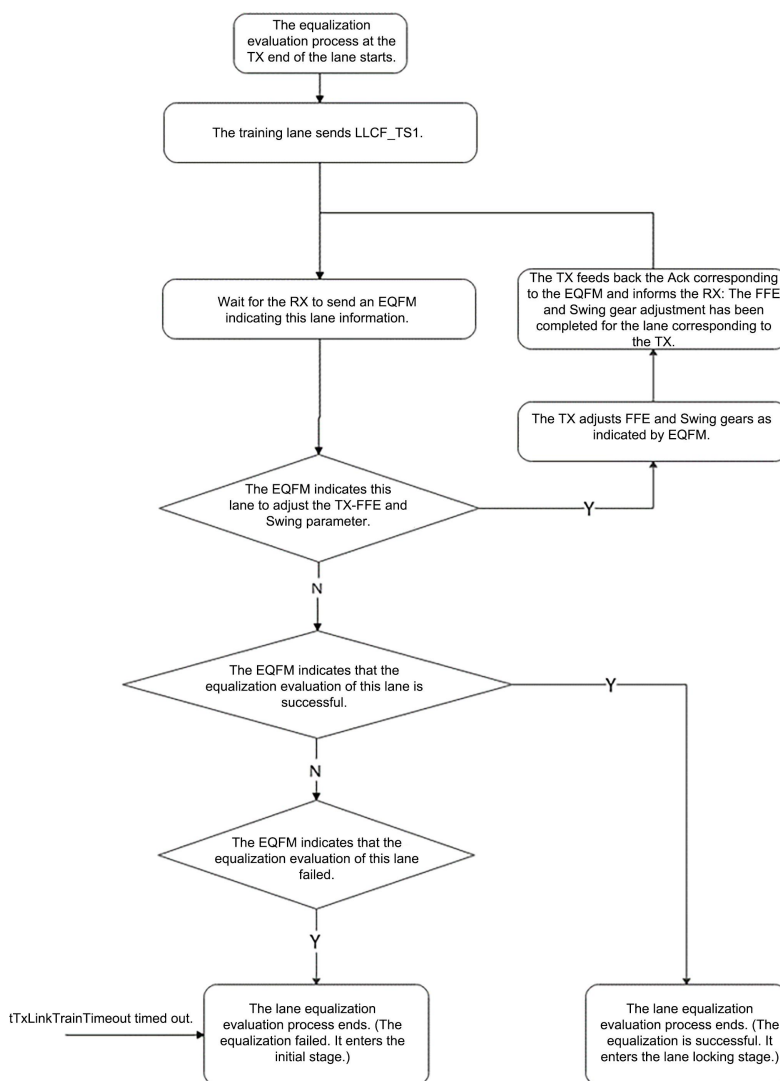 The equalization
evaluation process at the
TX end of the lane starts.
The training lane sends LLCF_TS1.
Wait for the RX to send an EQFM
indicating this lane information.
The TX feeds back the Ack corresponding
to the EQFM and informs the RX: The FFE
and Swing gear adjustment has been
completed for the lane corresponding to
the TX.
The TX adjusts FFE and Swing gears as
indicated by EQFM.
The EQFM indicates this
lane to adjust the TX-FFE and
Swing parameter.
Y
N
The EQFM indicates that the
equalization evaluation of this lane is
successful.
Y
N
The EQFM indicates that the
equalization evaluation of this lane
failed.
Y
tTxLinkTrainTimeout timed out.
The lane equalization
evaluation process ends. (The
equalization failed. It enters the
initial stage.)
The lane equalization
evaluation process ends. (The
equalization is successful. It
enters the lane locking stage.)